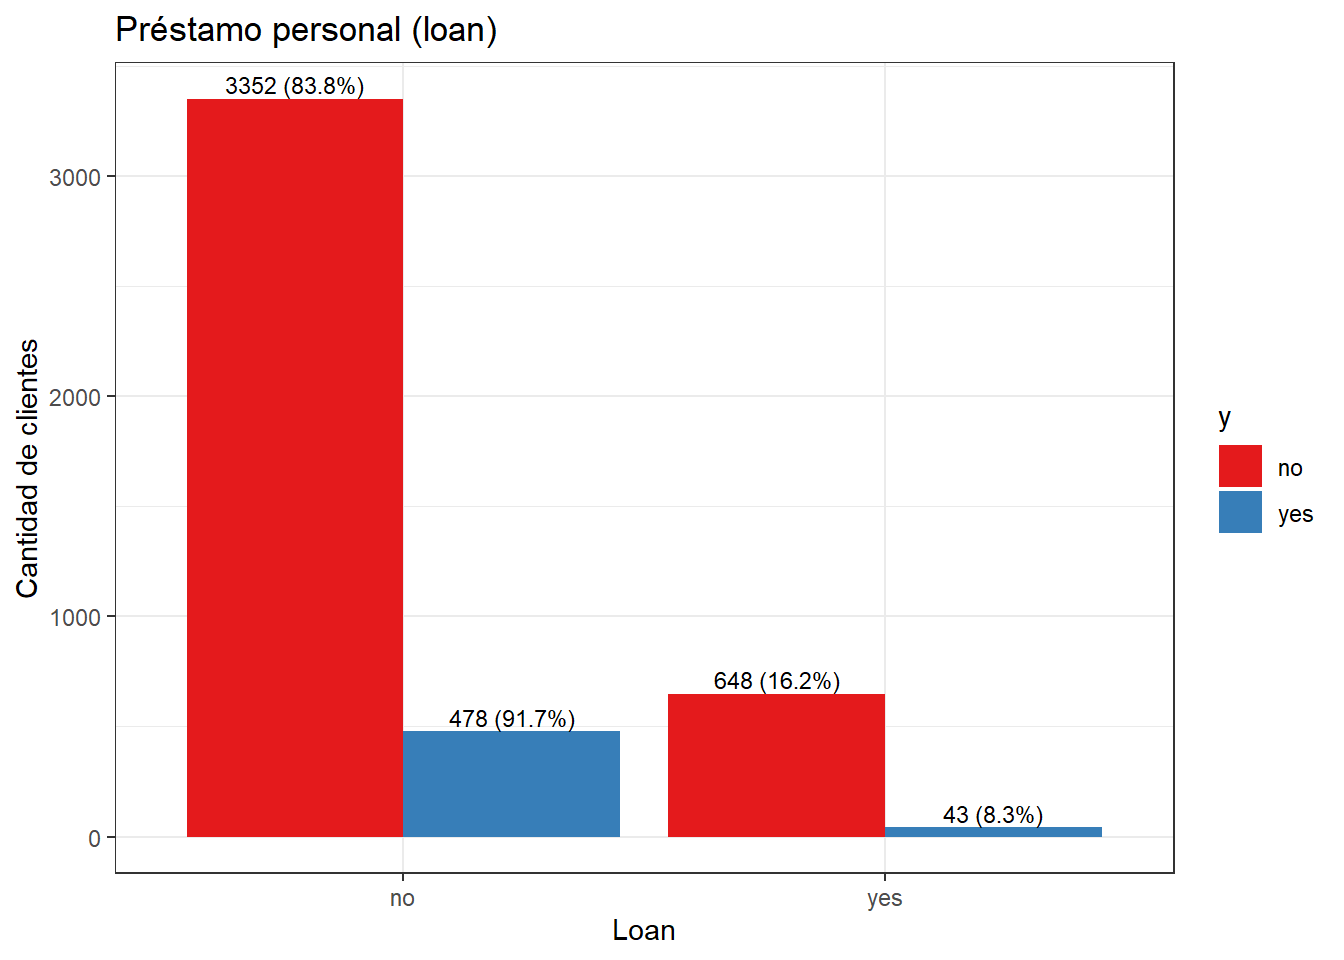 Préstamo personal (loan)
3352 (83.8%)
478 (91.7%)
648 (16.2%)
43 (8.3%)
3000
2000
1000
0
Cantidad de clientes
no
yes
Loan
y
no
yes